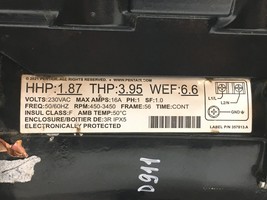 © 2021 PENTAIR. ALL RIGHTS RESERVED. • WWW.PENTAIR.COM
HHP:1.87 THP:3.95 WEF:6.6
VOLTS:230VAC MAX AMPS:16A PH:1 SF:1.0
FREQ:50/60HZ RPM:450-3450 FRAME:56 TIME:CONT
INSUL CLASS:F AMB TEMP:50°C
ENCLOSURE/BOITIER DE:3R IPX5
ELECTRONICALLY PROTECTED
L1
L2/N
D911